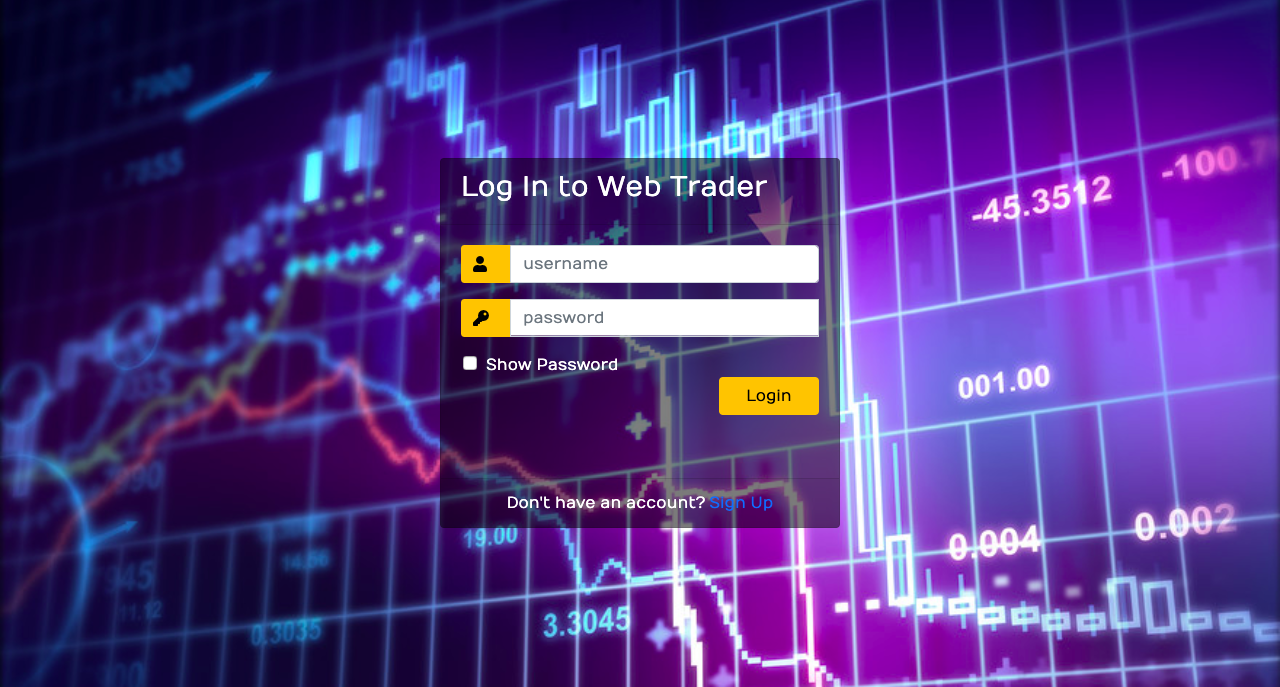 1.7900
1.7855
-100.7
-45.3512
Log In to Web Trader
username
password
Show Password
001.00
Login
Don't have an account? Sign Up
19.00
0.004
0.002
14.56
945
11.12
0.3035
3.3045